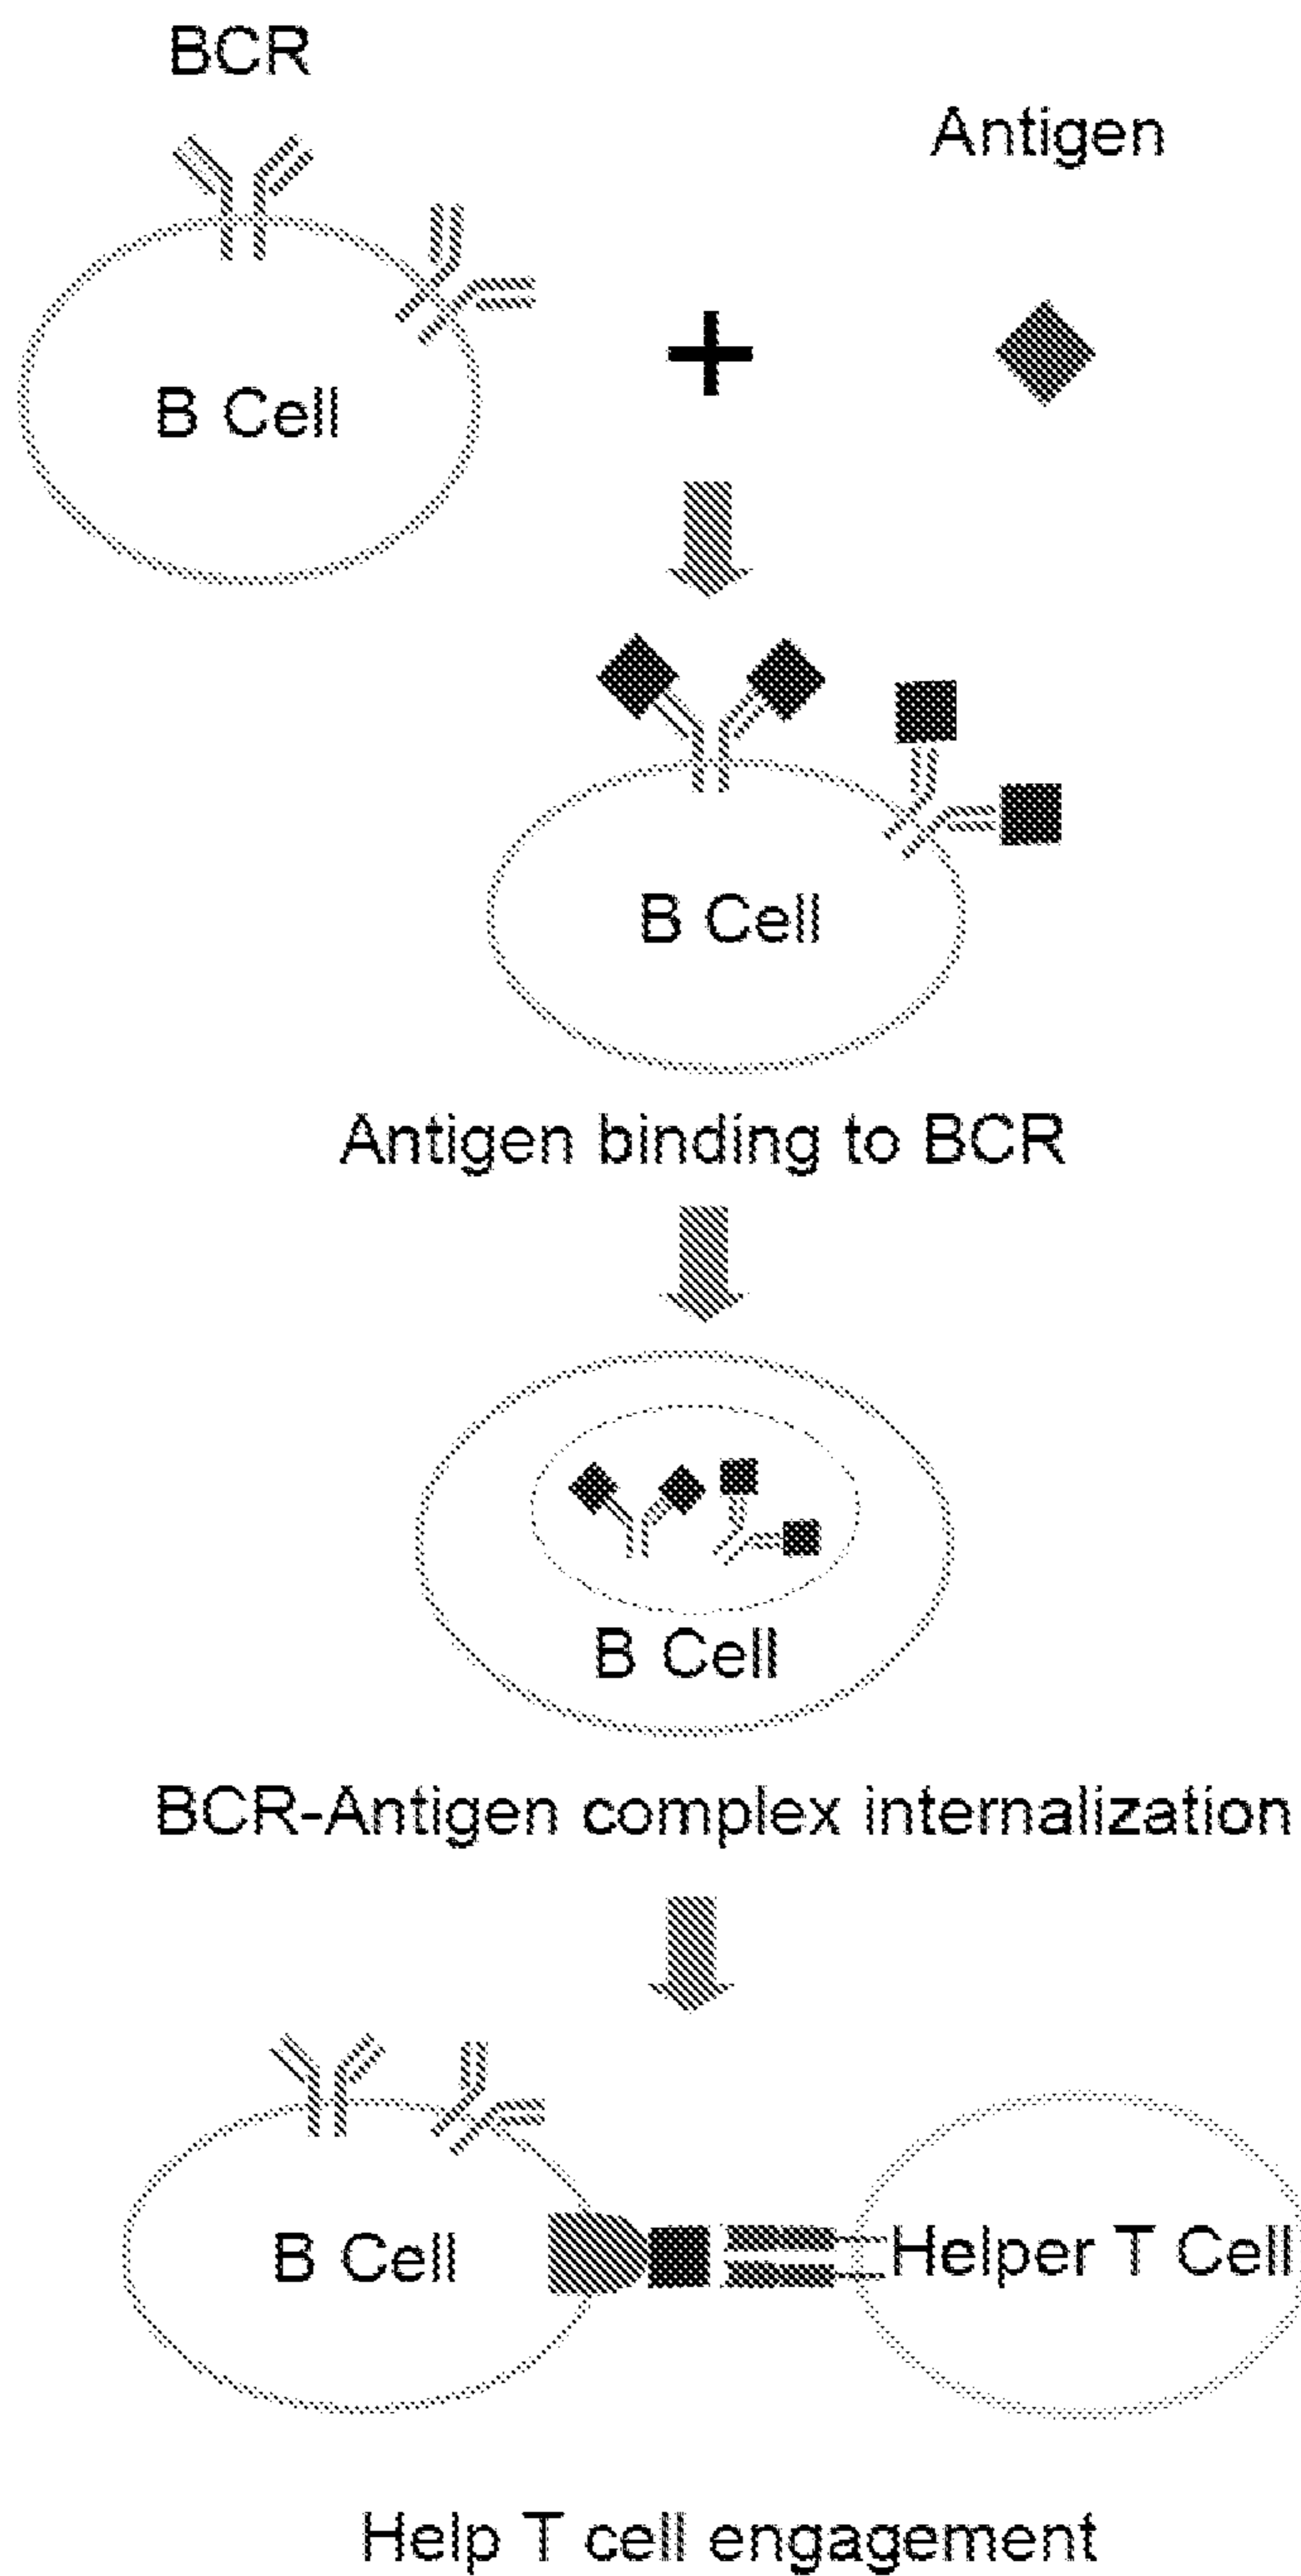 BCR
Antigen
B Cell
B Cell
Antigen binding to BCR
B Cell
BCR-Antigen complex internalization
B Cell
Helper T Cell
Help T cell engagement